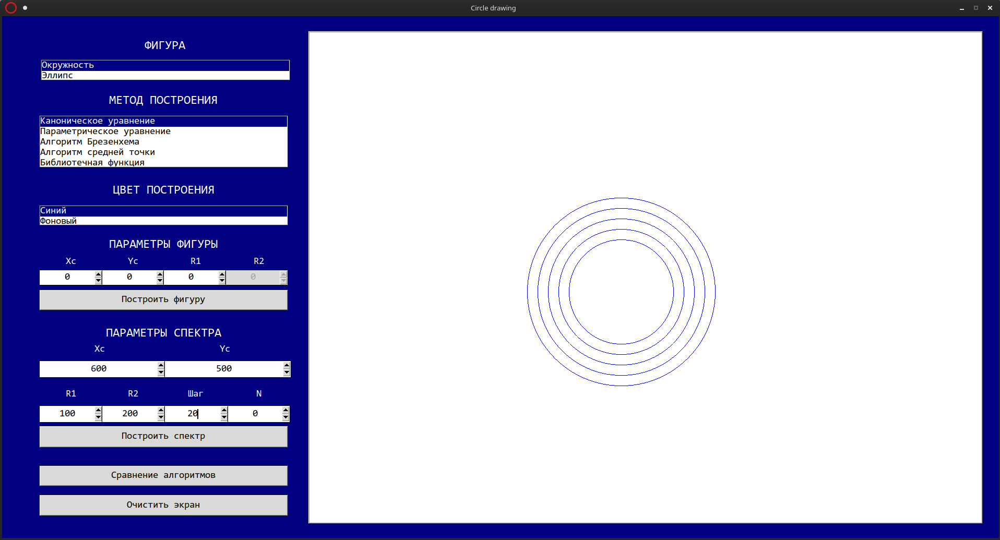 Circle drawing
ФИГУРА
Окружность
Эллипс
МЕТОД ПОСТРОЕНИЯ
Каноническое уравнение
Параметрическое уравнение
Алгоритм Брезенхема
Алгоритм средней точки
Библиотечная функция
ЦВЕТ ПОСТРОЕНИЯ
Синий
Фоновый
ПАРАМЕТРЫ ФИГУРЫ
Xc Yc R1 R2
0 0 0 0
Построить фигуру
ПАРАМЕТРЫ СПЕКТРА
Xc Yc
600 500
R1 R2 Шаг N
100 200 20 0
Построить спектр
Сравнение алгоритмов
Очистить экран